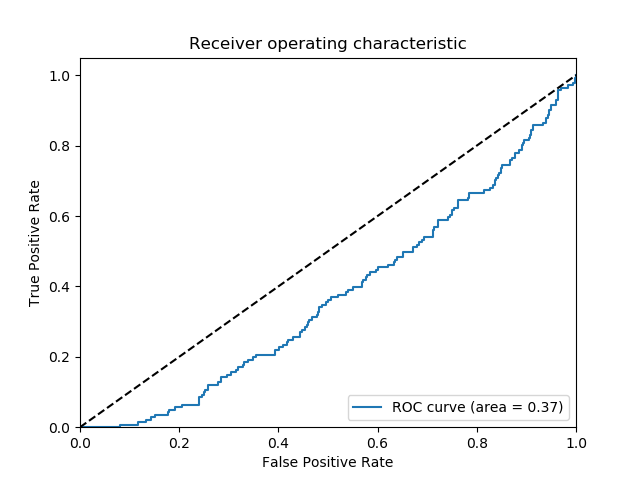 Receiver operating characteristic
True Positive Rate
1.0
0.8
0.6
0.4
0.2
0.0
ROC curve (area = 0.37)
0.0 0.2 0.4 0.6 0.8 1.0
False Positive Rate